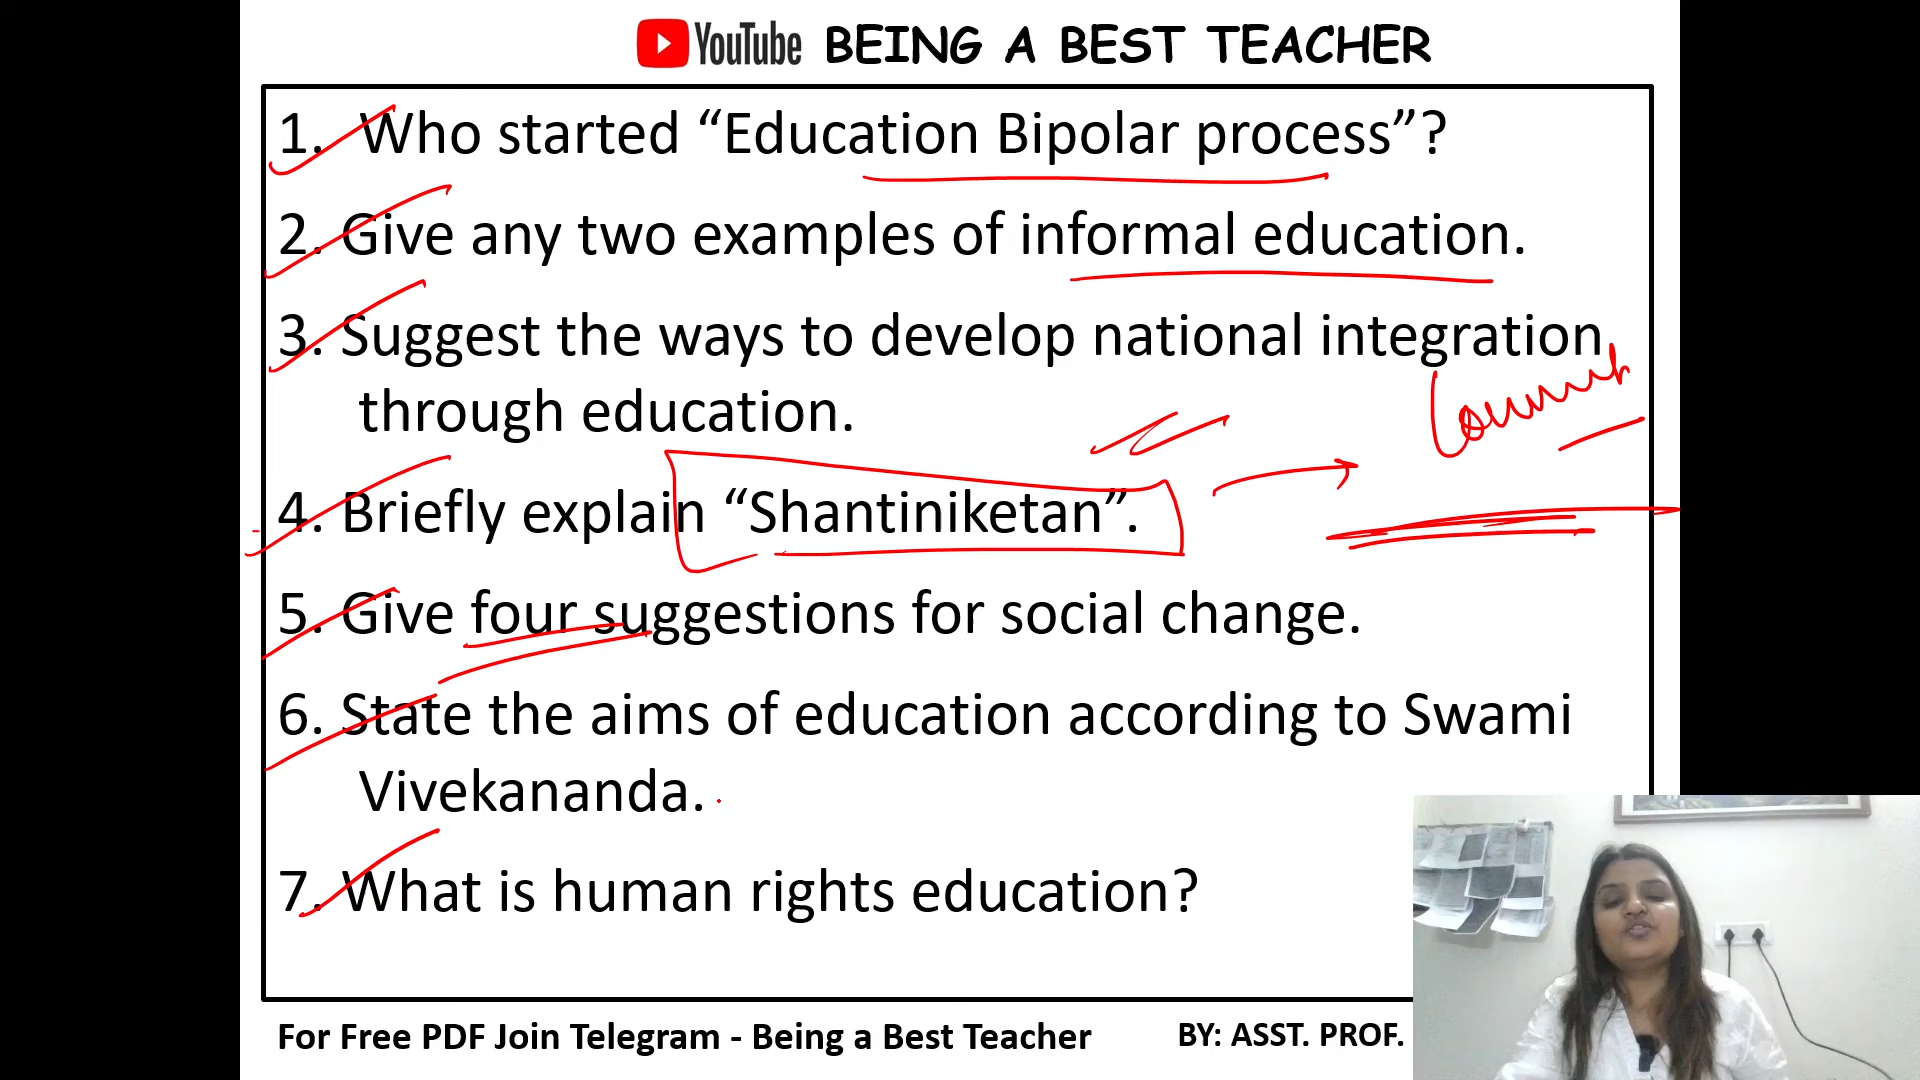 YouTube BEING A BEST TEACHER
1. Who started “Education Bipolar process”?
2. Give any two examples of informal education.
3. Suggest the ways to develop national integration
through education.
4. Briefly explain “Shantiniketan”.
5. Give four suggestions for social change.
6. State the aims of education according to Swami
Vivekananda.
7. What is human rights education?
For Free PDF Join Telegram - Being a Best Teacher
BY: ASST. PROF.